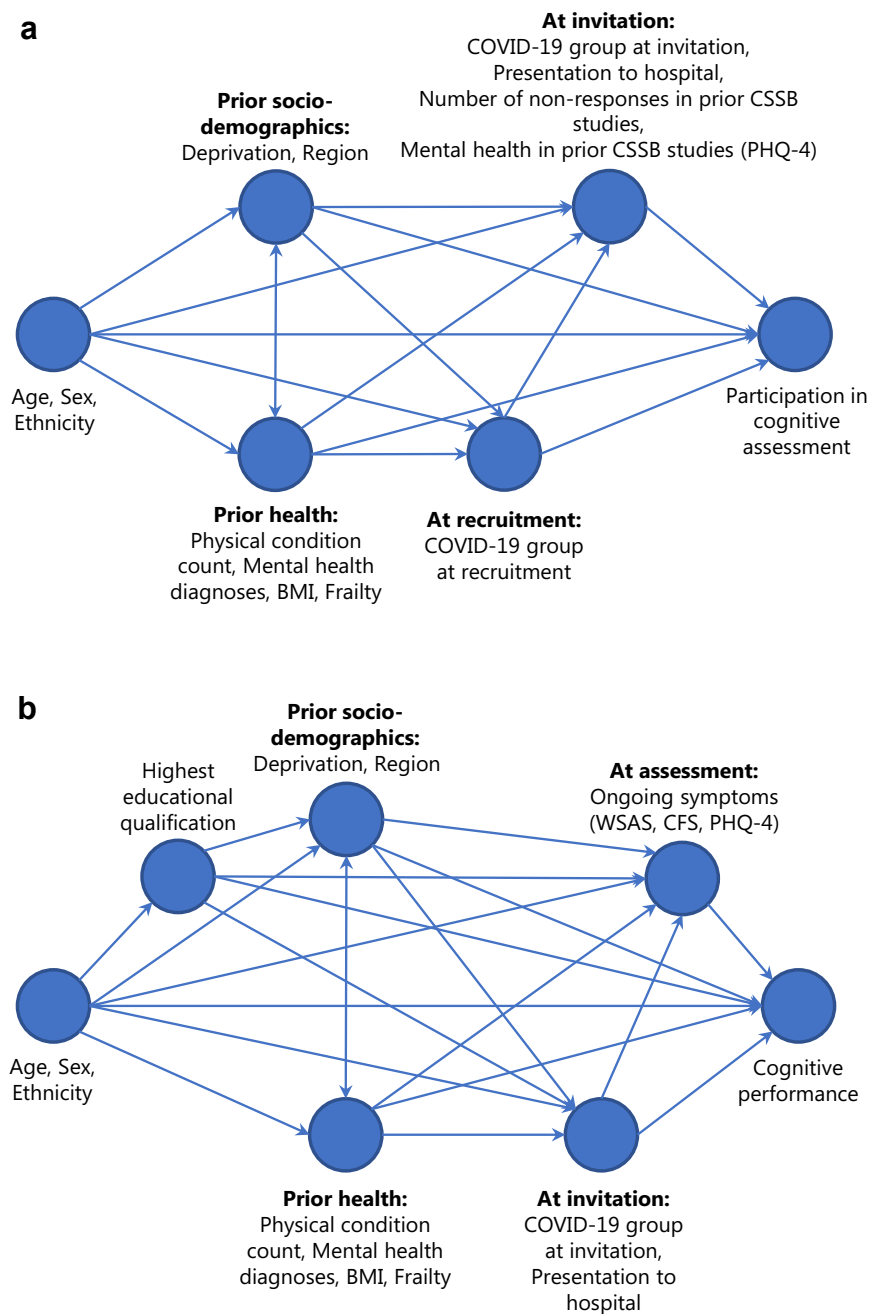 a
At invitation:
COVID-19 group at invitation,
Presentation to hospital,
Number of non-responses in prior CSSB
studies,
Mental health in prior CSSB studies (PHQ-4)
Prior socio-
demographics:
Deprivation, Region
Age, Sex,
Ethnicity
Participation in
cognitive
assessment
Prior health:
Physical condition
count, Mental health
diagnoses, BMI, Frailty
At recruitment:
COVID-19 group
at recruitment
b
Prior socio-
demographics:
Deprivation, Region
Highest
educational
qualification
At assessment:
Ongoing symptoms
(WSAS, CFS, PHQ-4)
Age, Sex,
Ethnicity
Cognitive
performance
Prior health:
Physical condition
count, Mental health
diagnoses, BMI, Frailty
At invitation:
COVID-19 group
at invitation,
Presentation to
hospital